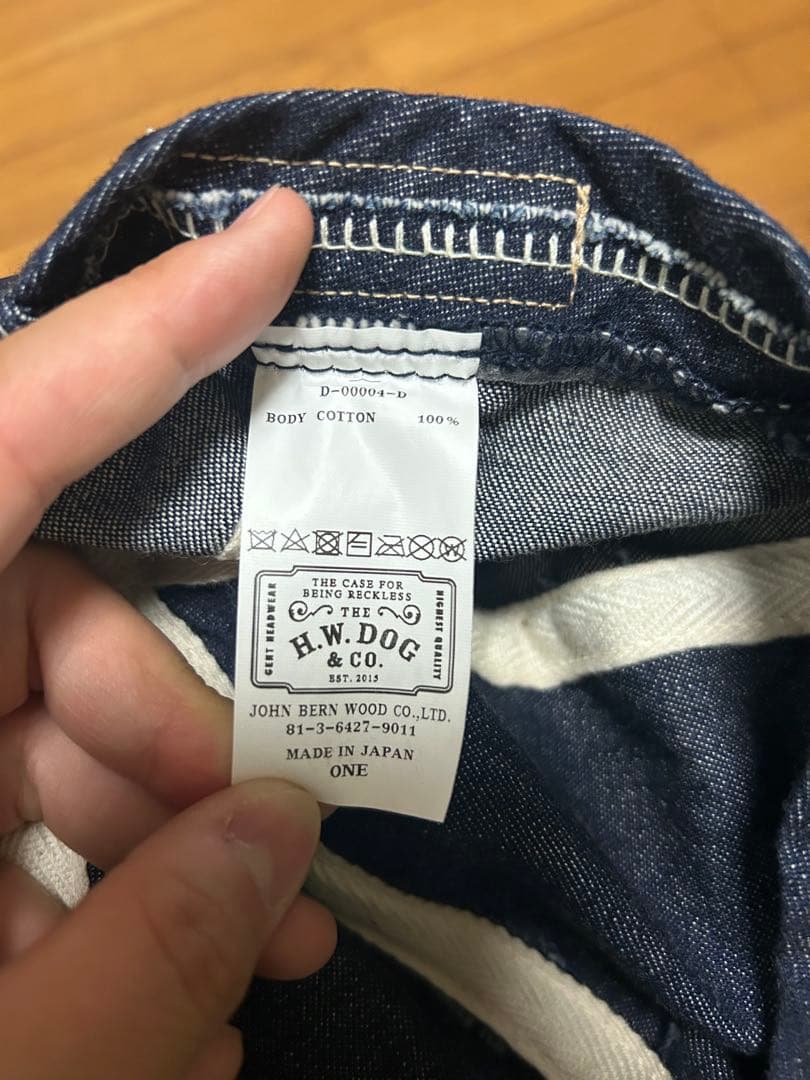 D-00004-D
BODY COTTON 100%
THE CASE FOR
BEING RECKLESS
THE
H.W. DOG
& CO.
EST. 2015
GENT HEADWEAR
HIGHEST QUALITY
JOHN BERN WOOD CO.,LTD.
81-3-6427-9011
MADE IN JAPAN
ONE